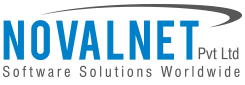 NOVALNET
Pvt Ltd
Software Solutions Worldwide